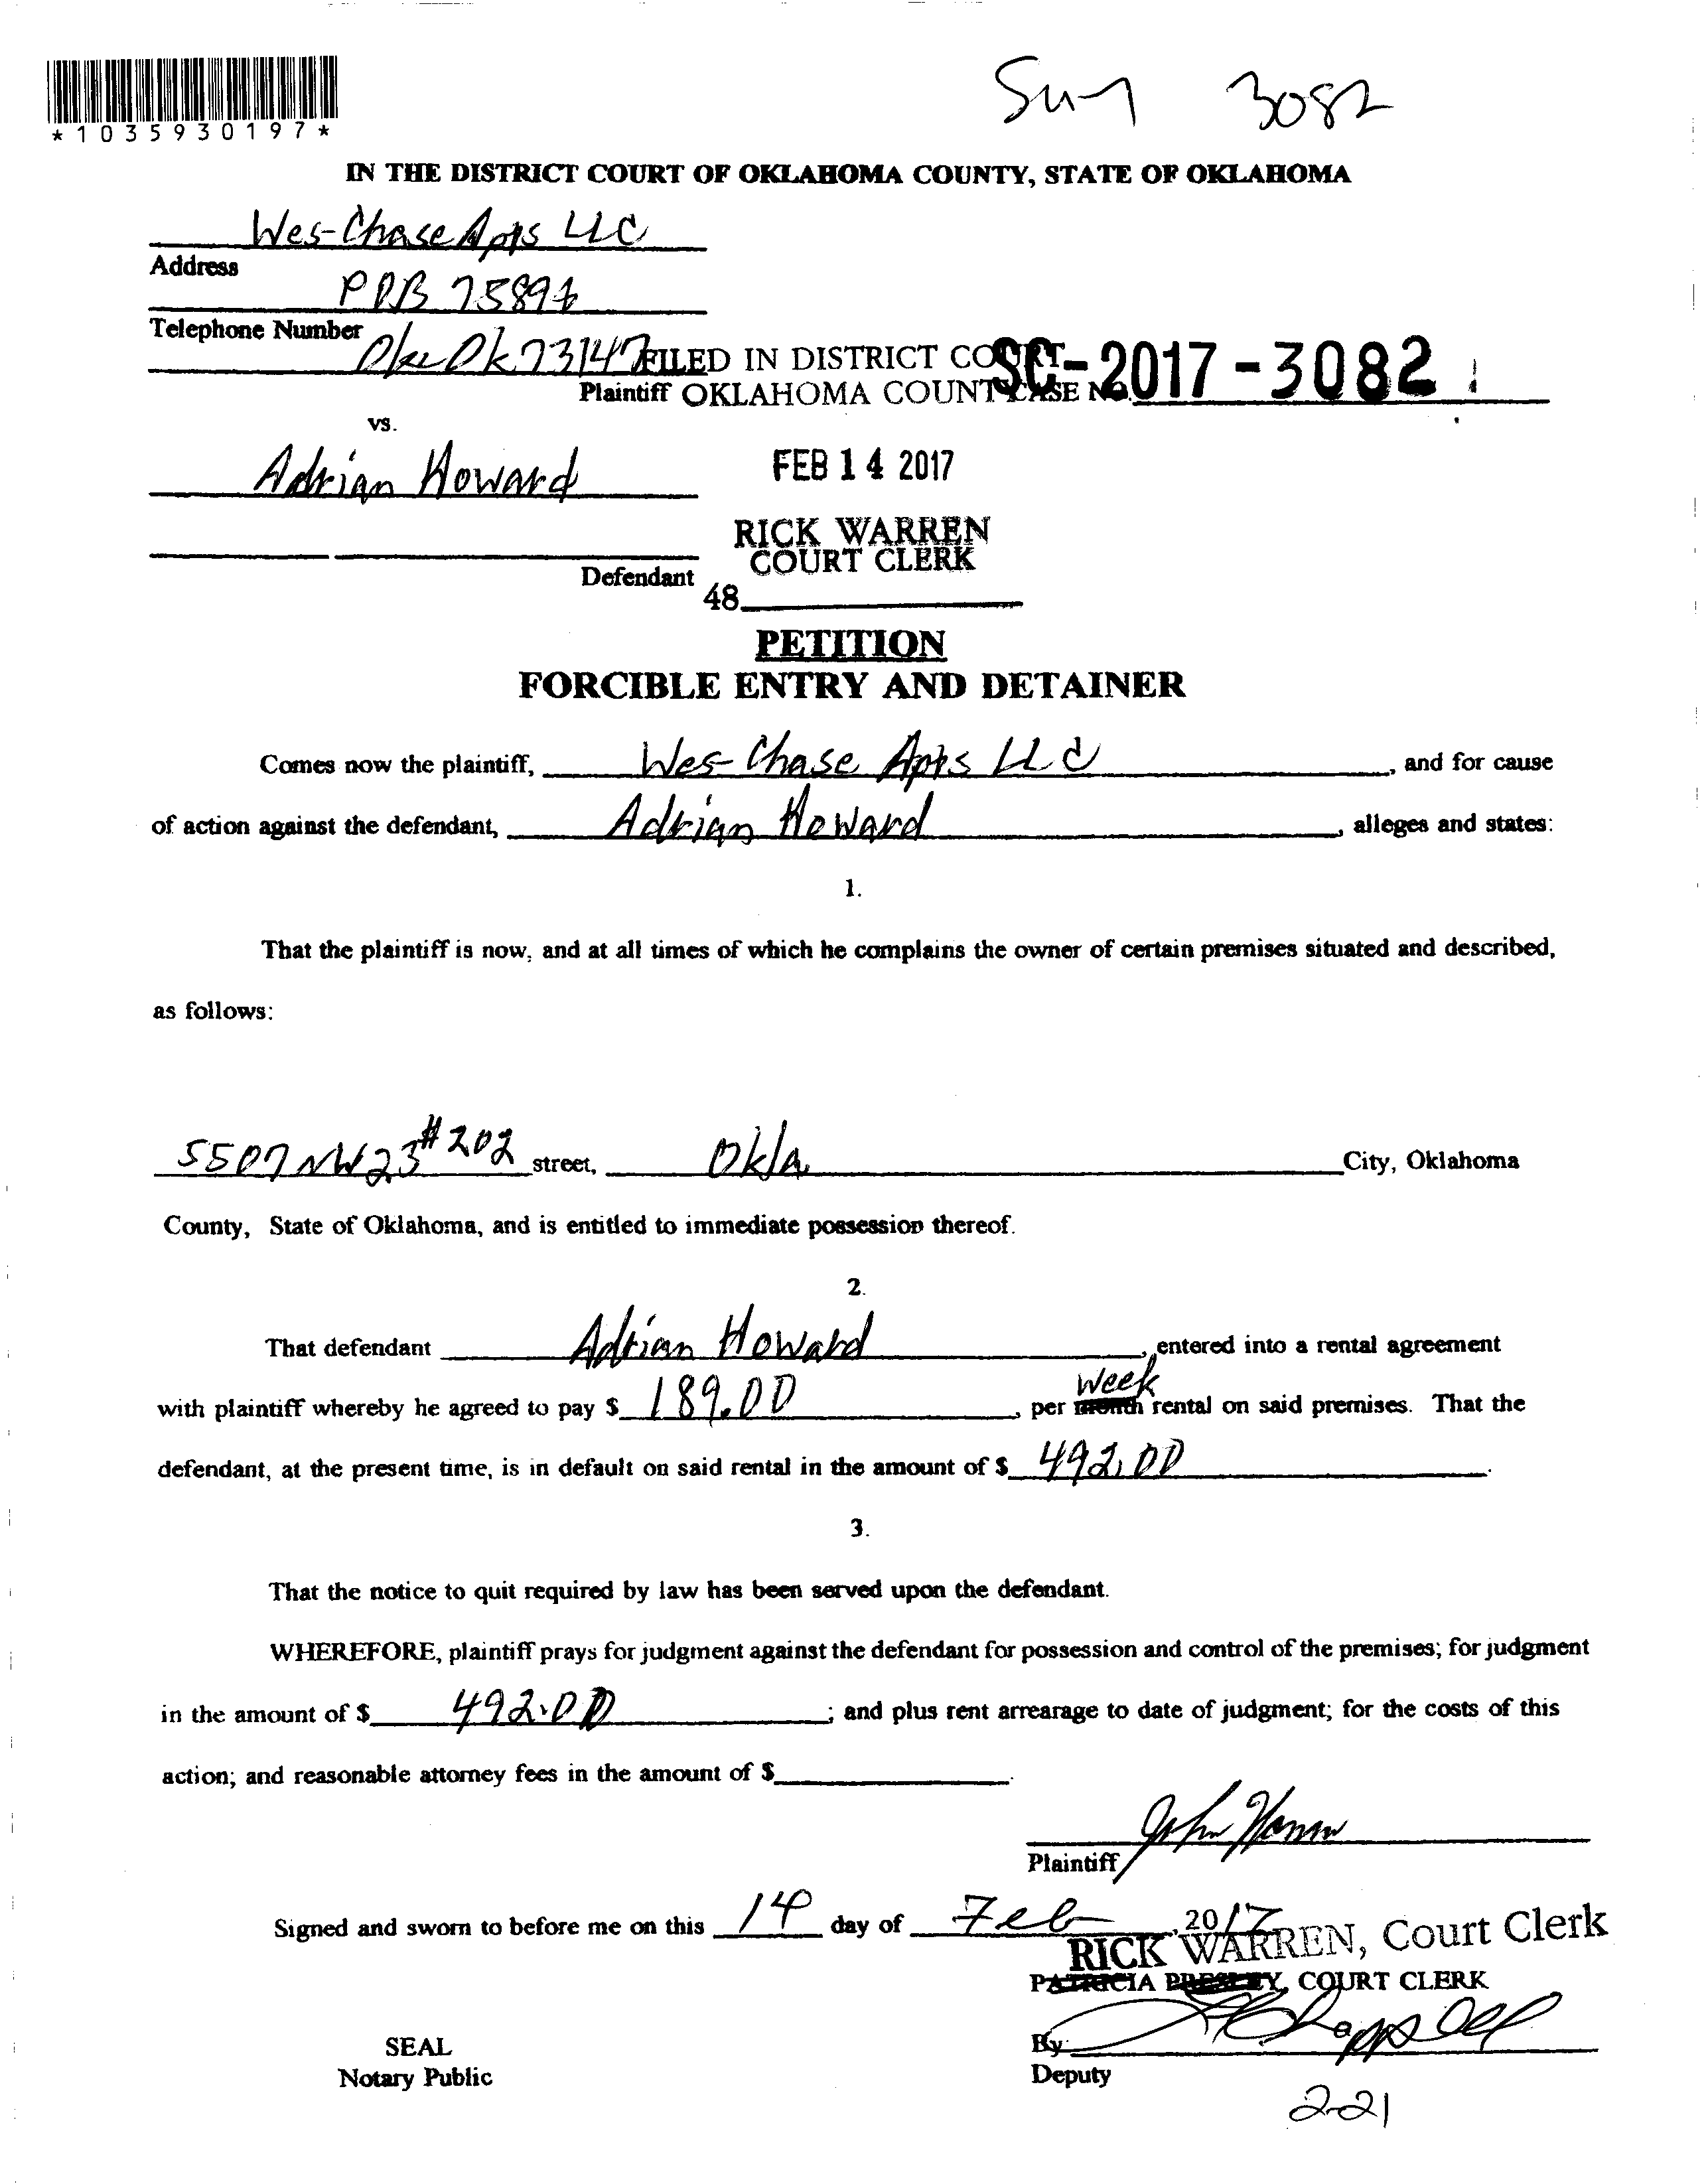 Sm 3082
*1035930197*
IN THE DISTRICT COURT OF OKLAHOMA COUNTY, STATE OF OKLAHOMA
Wes-Chase Apts LLC
Address
POB 75894
Telephone Number
Okc Ok 73147
FILED IN DISTRICT COURT
OKLAHOMA COUNTY
Plaintiff
CASE NO. SC-2017-3082
vs.
Adrian Howard
FEB 14 2017
RICK WARREN
COURT CLERK
Defendant
48
PETITION
FORCIBLE ENTRY AND DETAINER
Comes now the plaintiff, Wes-Chase Apts LLC, and for cause
of action against the defendant, Adrian Howard, alleges and states:
1.
That the plaintiff is now, and at all times of which he complains the owner of certain premises situated and described,
as follows:
5507 NW 23 #202 street, Okla City, Oklahoma
County, State of Oklahoma, and is entitled to immediate possession thereof.
2.
That defendant Adrian Howard, entered into a rental agreement
Week
with plaintiff whereby he agreed to pay $ 189.00, per month rental on said premises. That the
defendant, at the present time, is in default on said rental in the amount of $ 492.00.
3.
That the notice to quit required by law has been served upon the defendant.
WHEREFORE, plaintiff prays for judgment against the defendant for possession and control of the premises; for judgment
in the amount of $ 492.00; and plus rent arrearage to date of judgment; for the costs of this
action; and reasonable attorney fees in the amount of $
Plaintiff
Signed and sworn to before me on this 14 day of Feb, 2017
RICK WARREN, Court Clerk
PATRICIA PRESLEY, COURT CLERK
By:
Deputy
SEAL
Notary Public
2-21